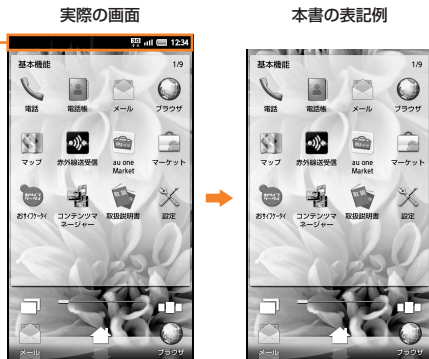 実際の画面
本書の表記例
3G 12:34
基本機能 1/9
電話 電話帳 メール ブラウザ
マップ 赤外線送受信 au one Market マーケット
おサイフケータイ コンテンツマネージャー 取扱説明書 設定
メール ブラウザ
基本機能 1/9
電話 電話帳 メール ブラウザ
マップ 赤外線送受信 au one Market マーケット
おサイフケータイ コンテンツマネージャー 取扱説明書 設定
メール ブラウザ